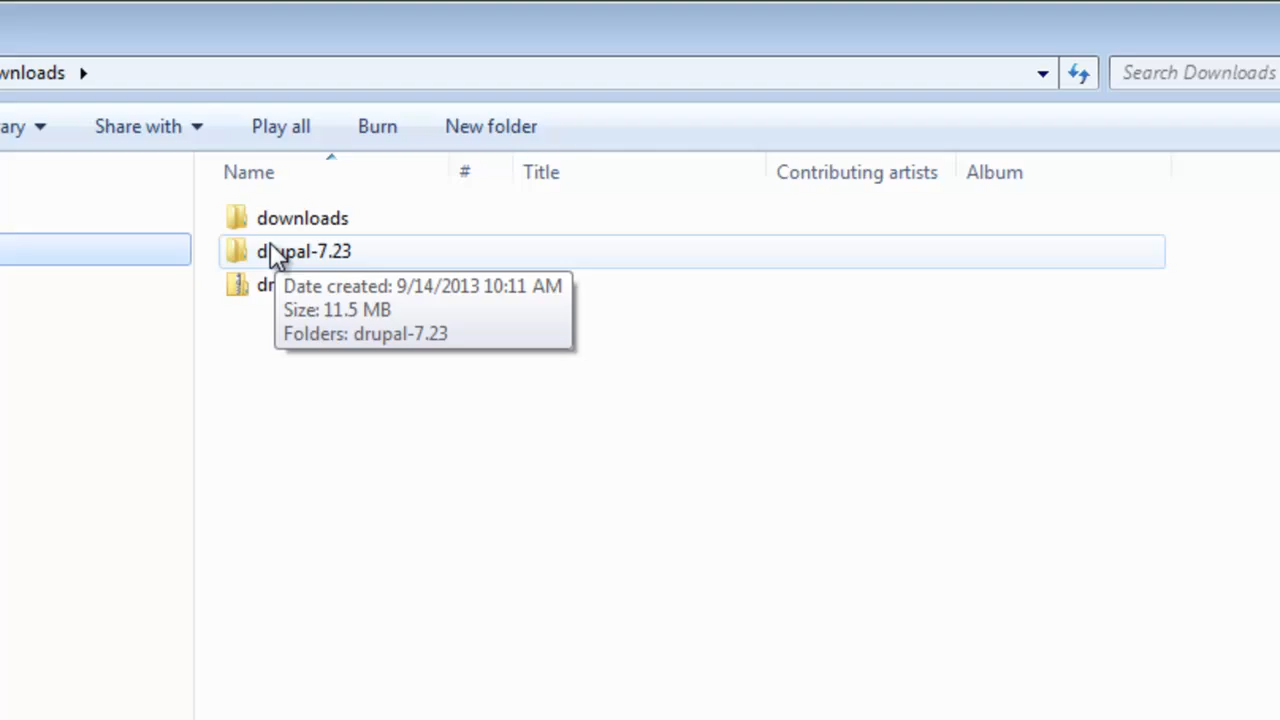 wnloads
Search Downloads
ary
Share with
Play all
Burn
New folder
Name
#
Title
Contributing artists
Album
downloads
drupal-7.23
dr
Date created: 9/14/2013 10:11 AM
Size: 11.5 MB
Folders: drupal-7.23